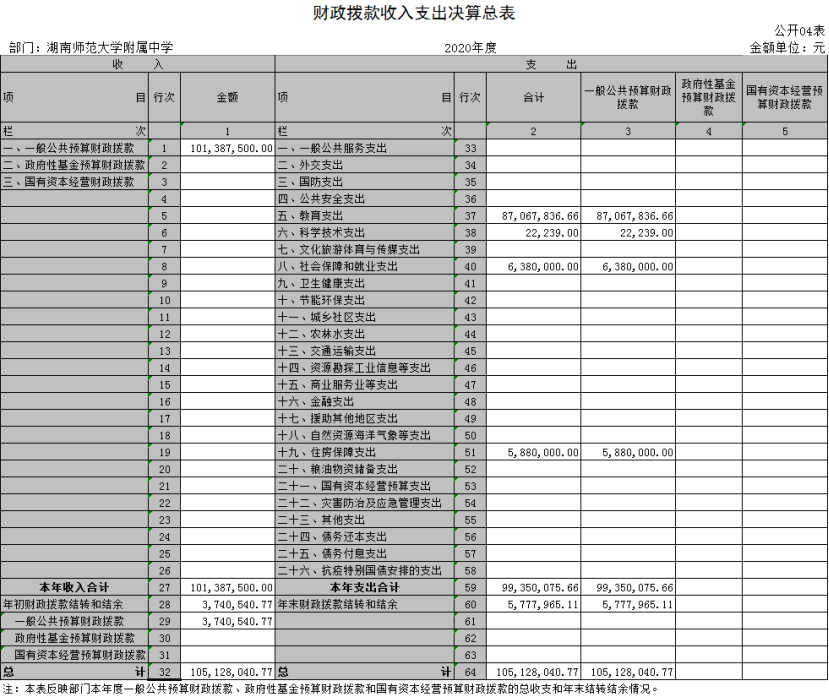 财政拨款收入支出决算总表
公开04表
部门：湖南师范大学附属中学 2020年度 金额单位：元
收 入 支 出
项 目 行次 金额 项 目 行次 合计 一般公共预算财政拨款 政府性基金预算财政拨款 国有资本经营预算财政拨款
栏 次 1 栏 次 2 3 4 5
一、一般公共预算财政拨款 1 101,387,500.00 一、一般公共服务支出 33
二、政府性基金预算财政拨款 2 二、外交支出 34
三、国有资本经营财政拨款 3 三、国防支出 35
4 四、公共安全支出 36
5 五、教育支出 37 87,067,836.66 87,067,836.66
6 六、科学技术支出 38 22,239.00 22,239.00
7 七、文化旅游体育与传媒支出 39
8 八、社会保障和就业支出 40 6,380,000.00 6,380,000.00
9 九、卫生健康支出 41
10 十、节能环保支出 42
11 十一、城乡社区支出 43
12 十二、农林水支出 44
13 十三、交通运输支出 45
14 十四、资源勘探工业信息等支出 46
15 十五、商业服务业等支出 47
16 十六、金融支出 48
17 十七、援助其他地区支出 49
18 十八、自然资源海洋气象等支出 50
19 十九、住房保障支出 51 5,880,000.00 5,880,000.00
20 二十、粮油物资储备支出 52
21 二十一、国有资本经营预算支出 53
22 二十二、灾害防治及应急管理支出 54
23 二十三、其他支出 55
24 二十四、债务还本支出 56
25 二十五、债务付息支出 57
26 二十六、抗疫特别国债安排的支出 58
本年收入合计 27 101,387,500.00 本年支出合计 59 99,350,075.66 99,350,075.66
年初财政拨款结转和结余 28 3,740,540.77 年末财政拨款结转和结余 60 5,777,965.11 5,777,965.11
一般公共预算财政拨款 29 3,740,540.77 61
政府性基金预算财政拨款 30 62
国有资本经营预算财政拨款 31 63
总 计 32 105,128,040.77 总 计 64 105,128,040.77 105,128,040.77
注：本表反映部门本年度一般公共预算财政拨款、政府性基金预算财政拨款和国有资本经营预算财政拨款的总收支和年末结转结余情况。